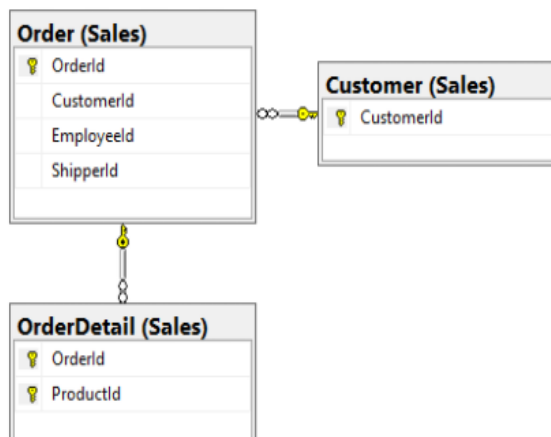 Order (Sales)
OrderId
CustomerId
EmployeeId
ShipperId
Customer (Sales)
CustomerId
OrderDetail (Sales)
OrderId
ProductId